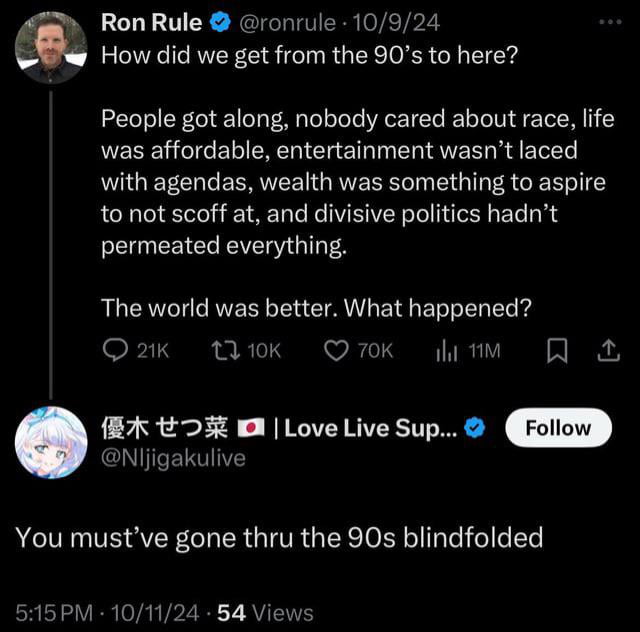 Ron Rule @ronrule · 10/9/24
How did we get from the 90's to here?
People got along, nobody cared about race, life
was affordable, entertainment wasn't laced
with agendas, wealth was something to aspire
to not scoff at, and divisive politics hadn't
permeated everything.
The world was better. What happened?
21K 10K 70K 11M
優木 せつ菜 🇯🇵 | Love Live Sup... Follow
@NIjigakulive
You must've gone thru the 90s blindfolded
5:15 PM · 10/11/24 · 54 Views